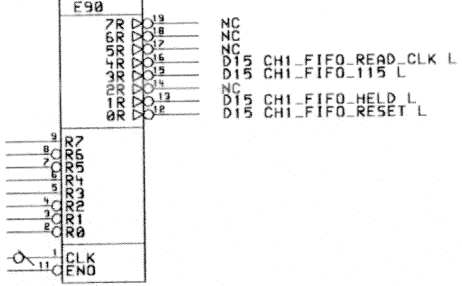 E90
7R 19 NC
6R 18 NC
5R 17 NC
4R 16 D15 CH1_FIFO_READ_CLK L
3R 15 D15 CH1_FIFO_115 L
2R 14 NC
1R 13 D15 CH1_FIFO_HELD L
0R 12 D15 CH1_FIFO_RESET L
9 R7
8 R6
7 R5
6 R4
5 R3
4 R2
3 R1
2 R0
1 CLK
11 ENO